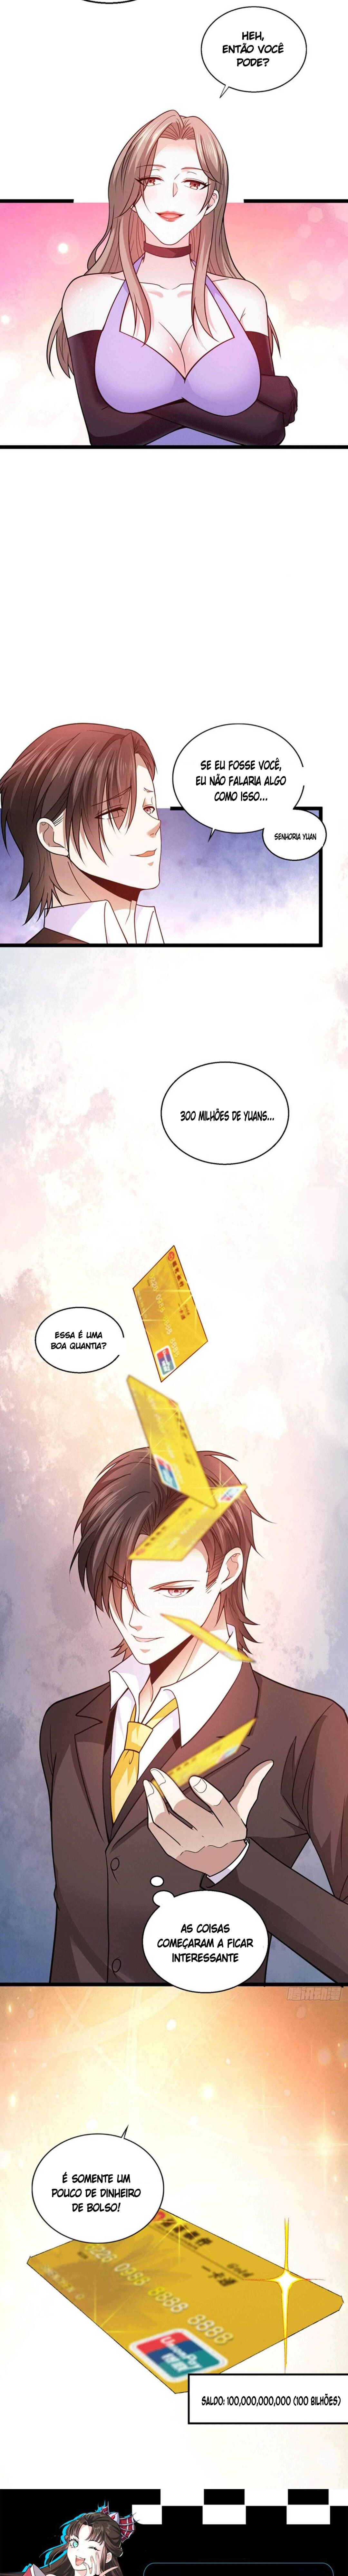 HEH,
ENTÃO VOCÊ
PODE?
SE EU FOSSE VOCÊ,
EU NÃO FALARIA ALGO
COMO ISSO...
SENHORIA YUAN
300 MILHÕES DE YUANS...
ESSA É UMA
BOA QUANTIA?
AS COISAS
COMEÇARAM A FICAR
INTERESSANTE
É SOMENTE UM
POUCO DE DINHEIRO
DE BOLSO!
8888 8888
SALDO: 100,000,000,000 (100 BILHÕES)